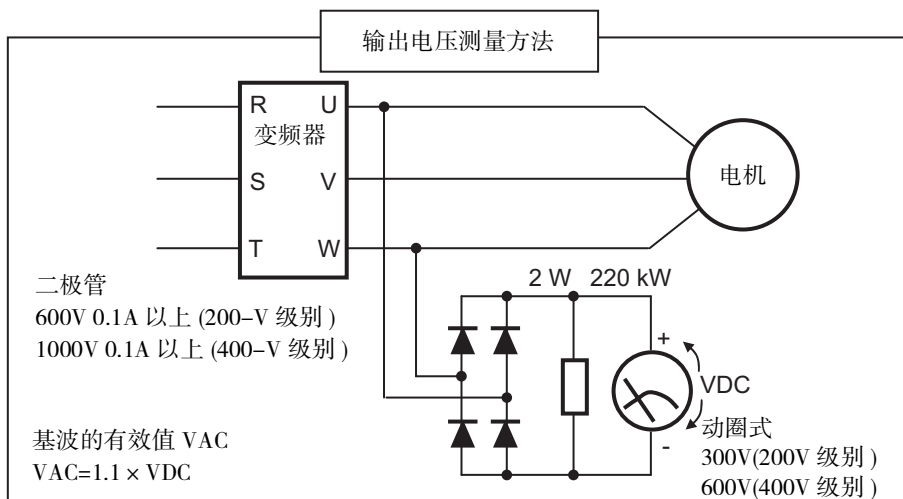 输出电压测量方法
R
U
变频器
S
V
T
W
电机
二极管
600V 0.1A 以上 (200-V 级别 )
1000V 0.1A 以上 (400-V 级别 )
2 W 220 kW
+
VDC
-
动圈式
300V(200V 级别 )
600V(400V 级别 )
基波的有效值 VAC
VAC=1.1 × VDC